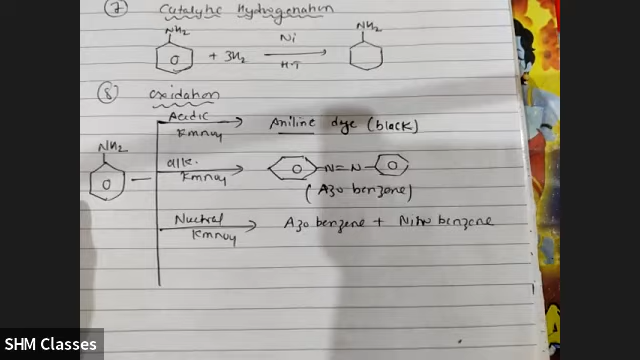 ⑦ Catalytic Hydrogenation
NH₂ NH₂
+ 3H₂ Ni
H·T
⑧ Oxidation
Acidic
KMnO₄ Aniline dye (black)
NH₂
alk.
KMnO₄ N = N
(Azo benzene)
Nuctral
KMnO₄ Azo benzene + Nitro benzene
SHM Classes